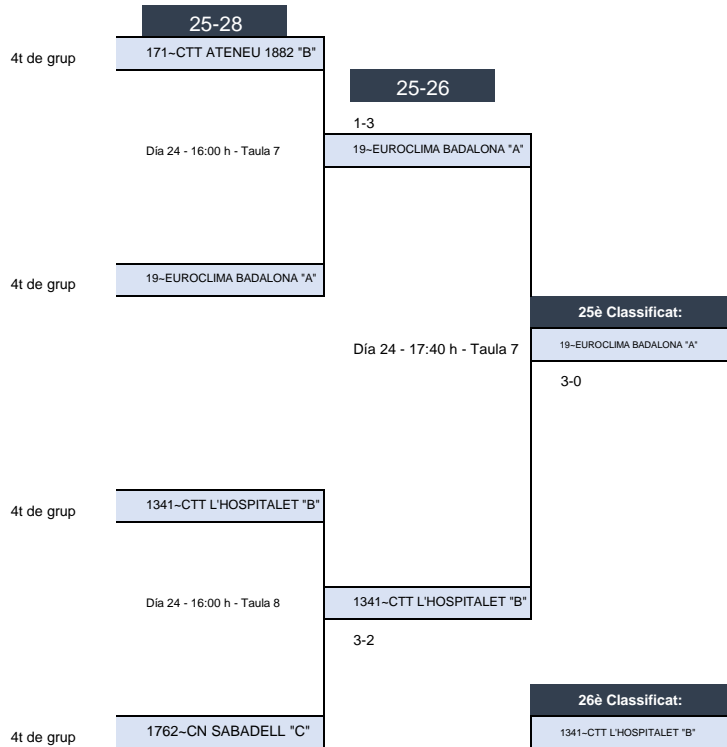 25-28
4t de grup
171~CTT ATENEU 1882 "B"
25-26
1-3
Día 24 - 16:00 h - Taula 7
19~EUROCLIMA BADALONA "A"
4t de grup
19~EUROCLIMA BADALONA "A"
25è Classificat:
Día 24 - 17:40 h - Taula 7
19~EUROCLIMA BADALONA "A"
3-0
4t de grup
1341~CTT L'HOSPITALET "B"
Día 24 - 16:00 h - Taula 8
1341~CTT L'HOSPITALET "B"
3-2
26è Classificat:
4t de grup
1762~CN SABADELL "C"
1341~CTT L'HOSPITALET "B"